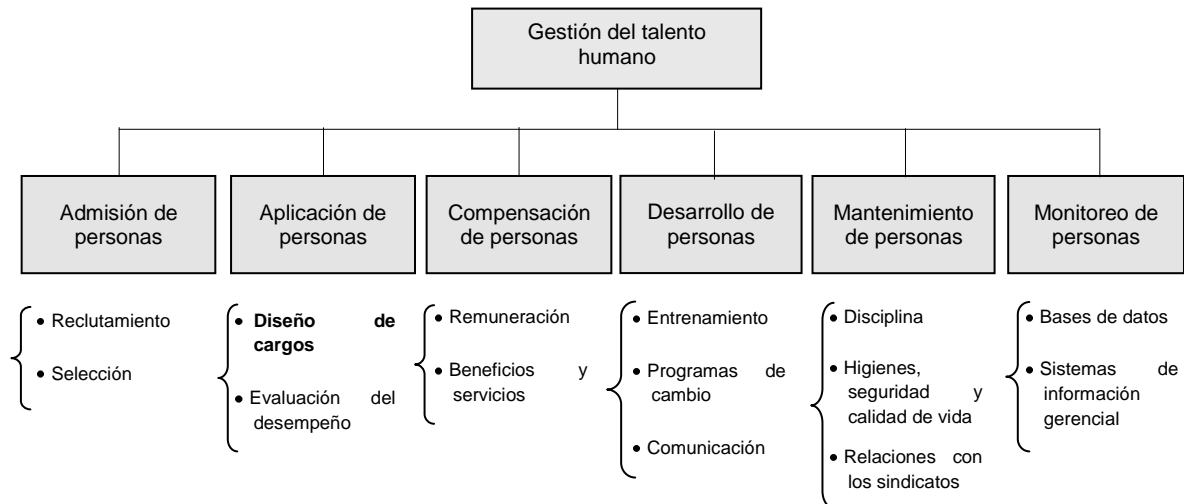 Gestión del talento
humano
Admisión de
personas
Aplicación de
personas
Compensación
de personas
Desarrollo de
personas
Mantenimiento
de personas
Monitoreo de
personas
• Reclutamiento
• Selección
• Diseño de
cargos
• Evaluación del
desempeño
• Remuneración
• Beneficios y
servicios
• Entrenamiento
• Programas de
cambio
• Comunicación
• Disciplina
• Higienes,
seguridad y
calidad de vida
• Relaciones con
los sindicatos
• Bases de datos
• Sistemas de
información
gerencial